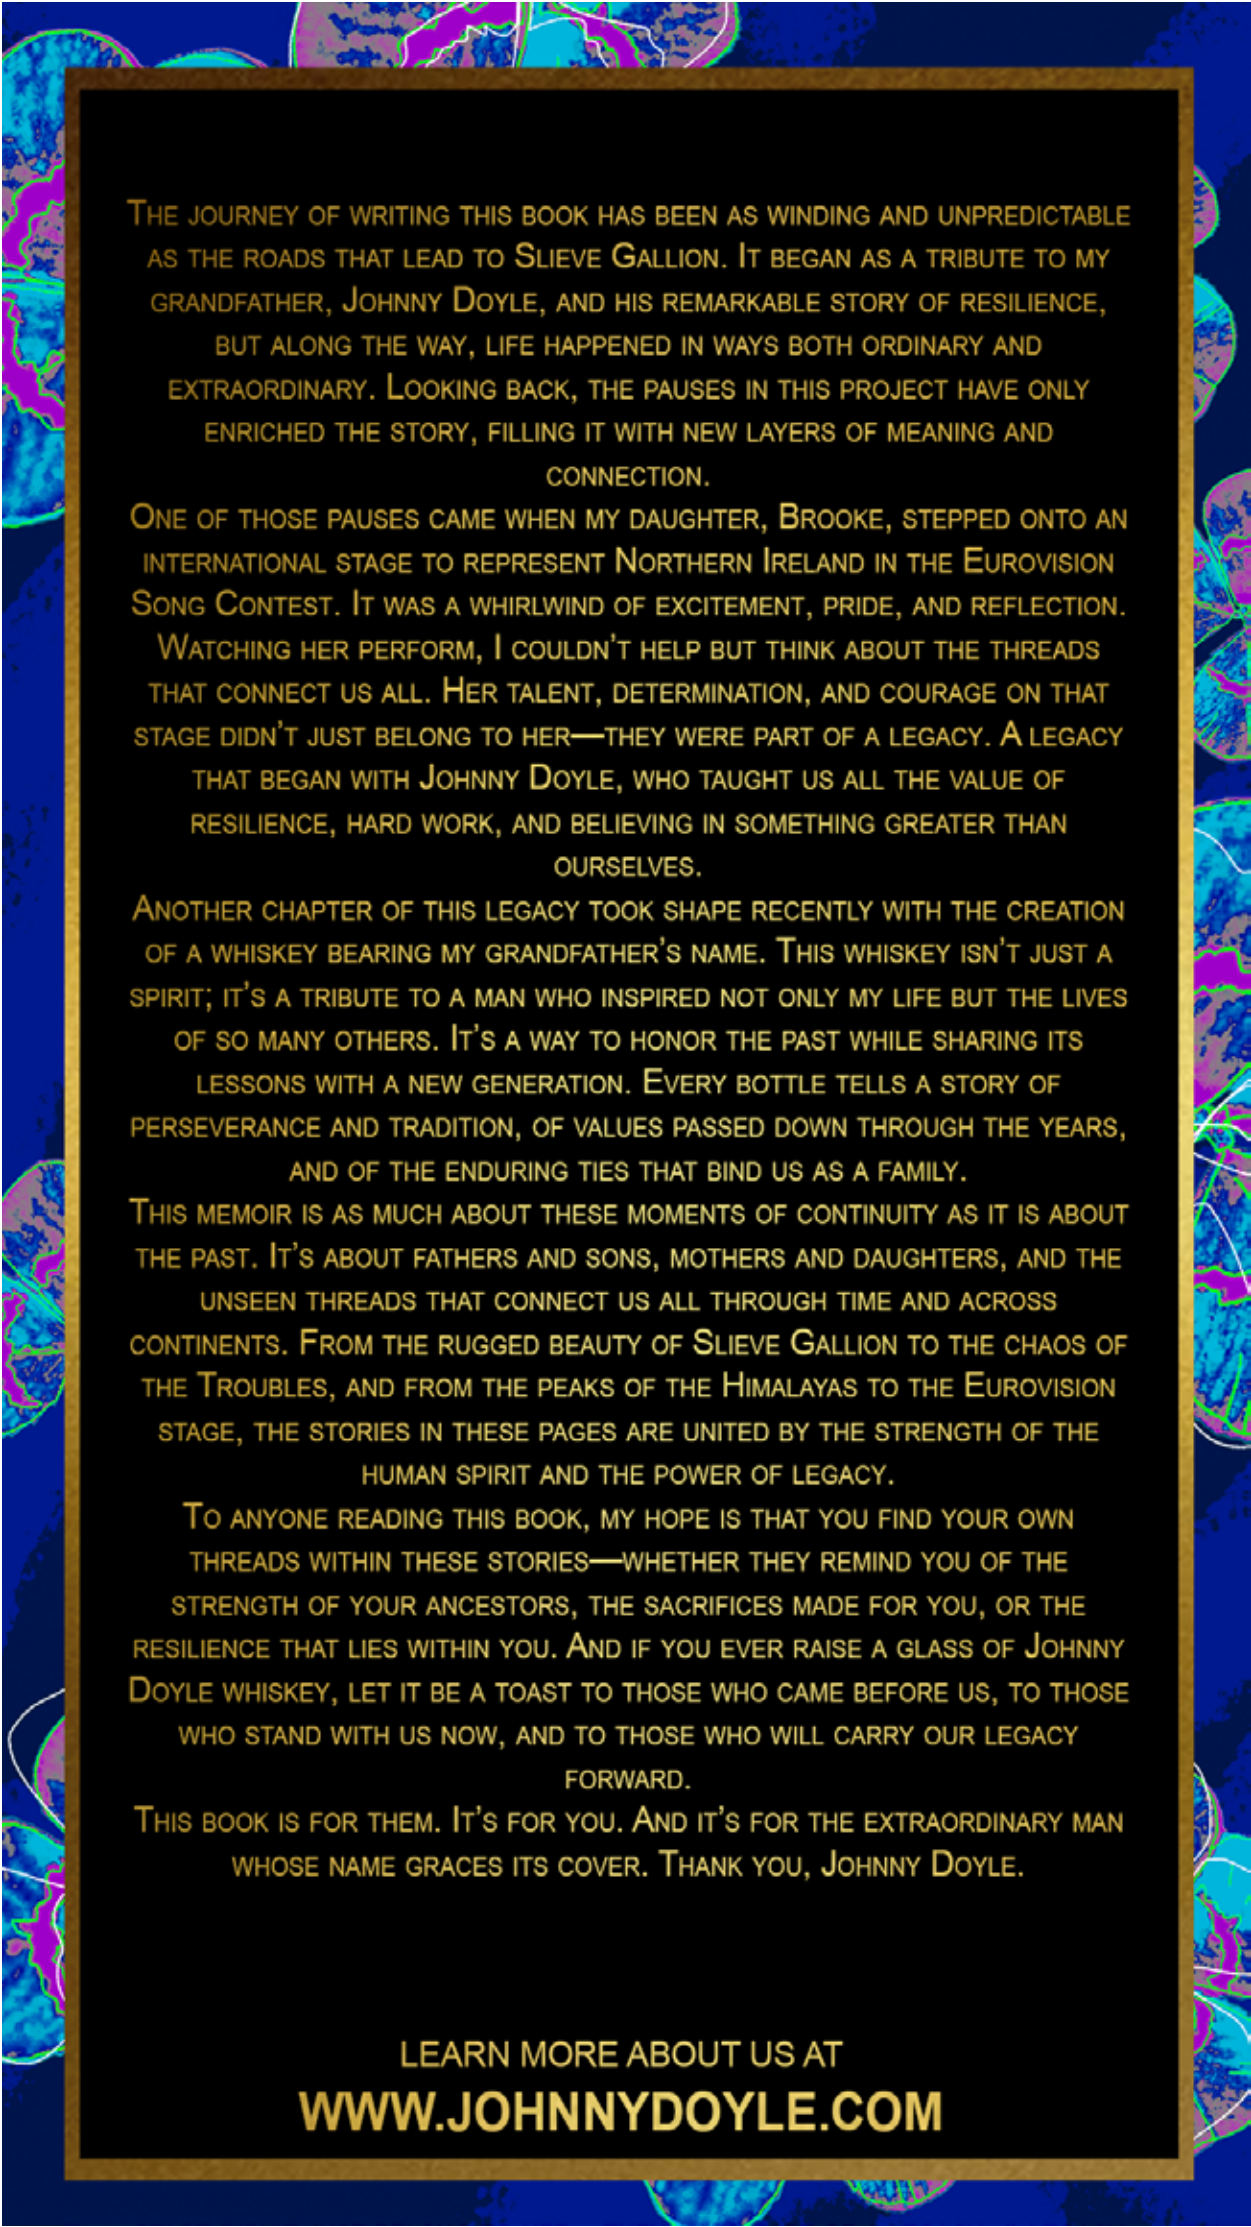 The journey of writing this book has been as winding and unpredictable
as the roads that lead to Slieve Gallion. It began as a tribute to my
grandfather, Johnny Doyle, and his remarkable story of resilience,
but along the way, life happened in ways both ordinary and
extraordinary. Looking back, the pauses in this project have only
enriched the story, filling it with new layers of meaning and
connection.
One of those pauses came when my daughter, Brooke, stepped onto an
international stage to represent Northern Ireland in the Eurovision
Song Contest. It was a whirlwind of excitement, pride, and reflection.
Watching her perform, I couldn't help but think about the threads
that connect us all. Her talent, determination, and courage on that
stage didn't just belong to her—they were part of a legacy. A legacy
that began with Johnny Doyle, who taught us all the value of
resilience, hard work, and believing in something greater than
ourselves.
Another chapter of this legacy took shape recently with the creation
of a whiskey bearing my grandfather's name. This whiskey isn't just a
spirit; it's a tribute to a man who inspired not only my life but the lives
of so many others. It's a way to honor the past while sharing its
lessons with a new generation. Every bottle tells a story of
perseverance and tradition, of values passed down through the years,
and of the enduring ties that bind us as a family.
This memoir is as much about these moments of continuity as it is about
the past. It's about fathers and sons, mothers and daughters, and the
unseen threads that connect us all through time and across
continents. From the rugged beauty of Slieve Gallion to the chaos of
the Troubles, and from the peaks of the Himalayas to the Eurovision
stage, the stories in these pages are united by the strength of the
human spirit and the power of legacy.
To anyone reading this book, my hope is that you find your own
threads within these stories—whether they remind you of the
strength of your ancestors, the sacrifices made for you, or the
resilience that lies within you. And if you ever raise a glass of Johnny
Doyle whiskey, let it be a toast to those who came before us, to those
who stand with us now, and to those who will carry our legacy
forward.
This book is for them. It's for you. And it's for the extraordinary man
whose name graces its cover. Thank you, Johnny Doyle.
LEARN MORE ABOUT US AT
WWW.JOHNNYDOYLE.COM